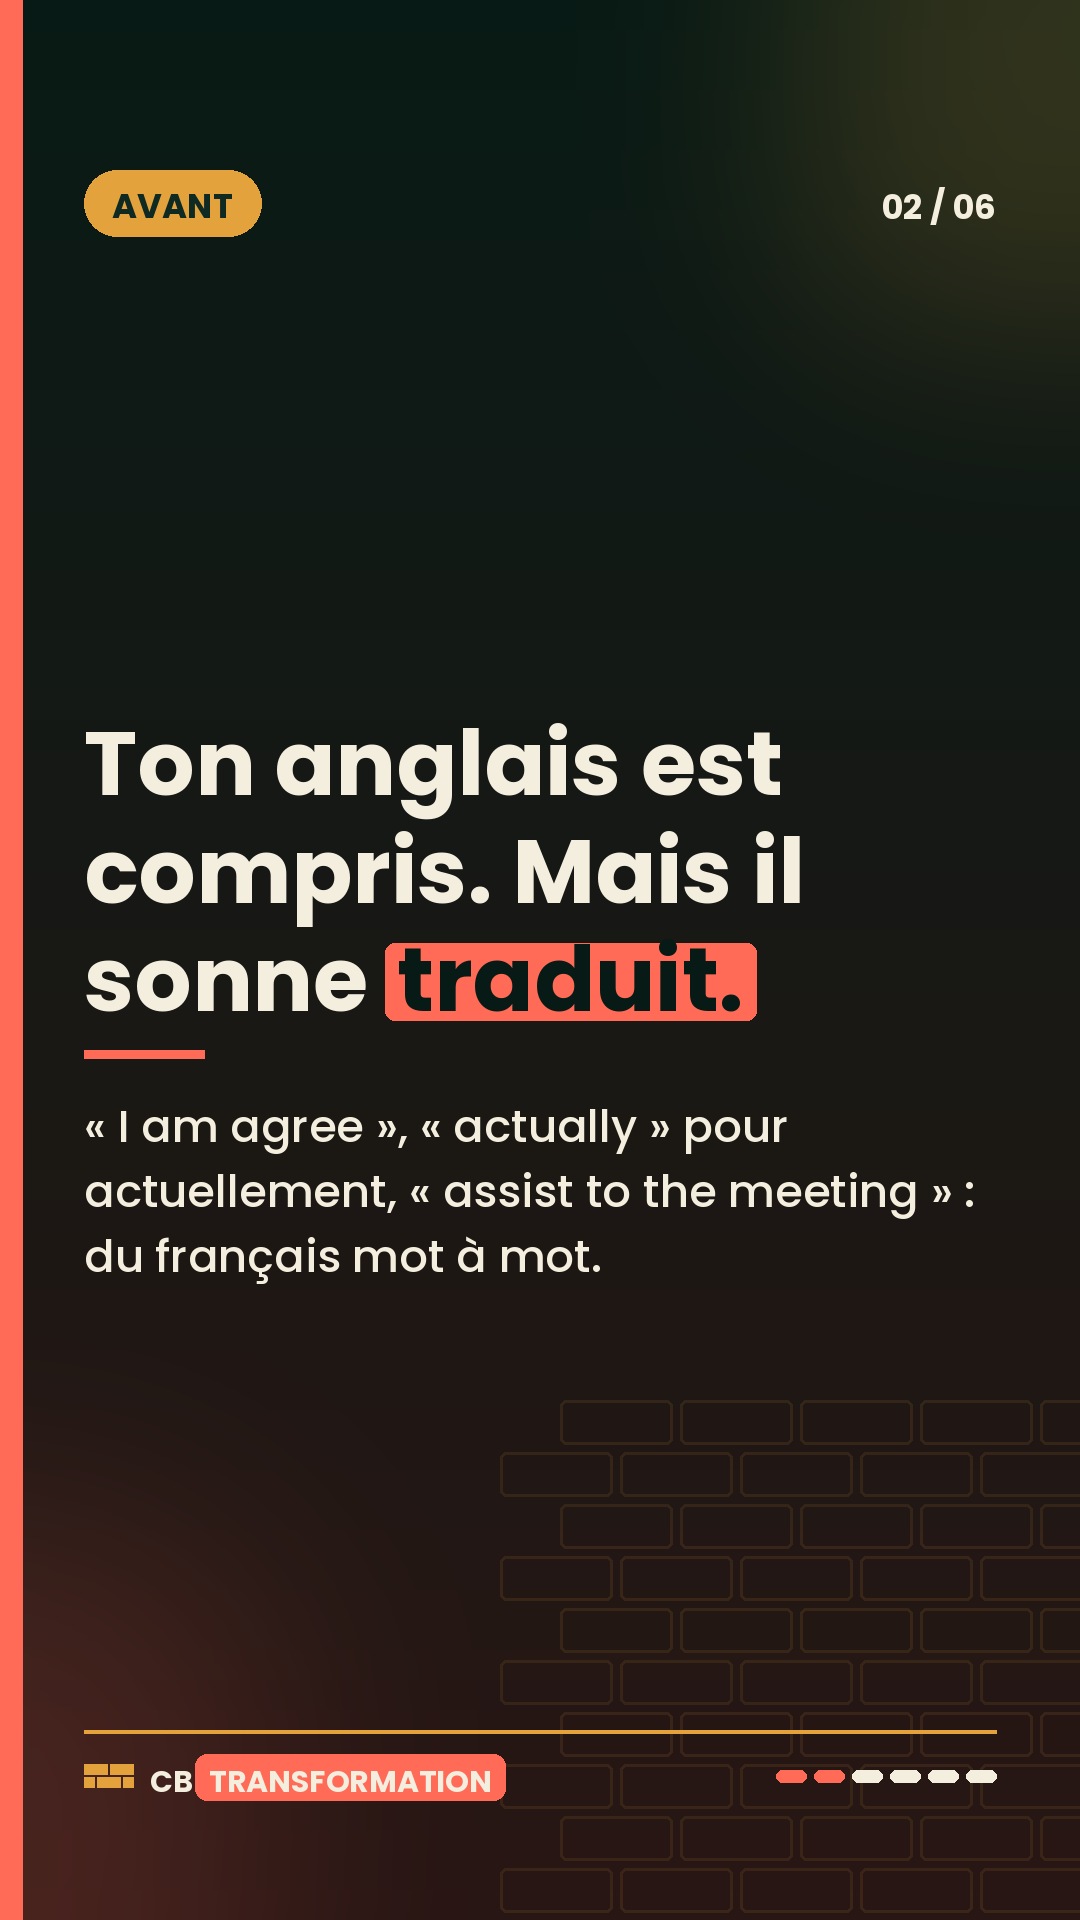 AVANT
02 / 06
Ton anglais est
compris. Mais il
sonne traduit.
« I am agree », « actually » pour
actuellement, « assist to the meeting » :
du français mot à mot.
CB TRANSFORMATION